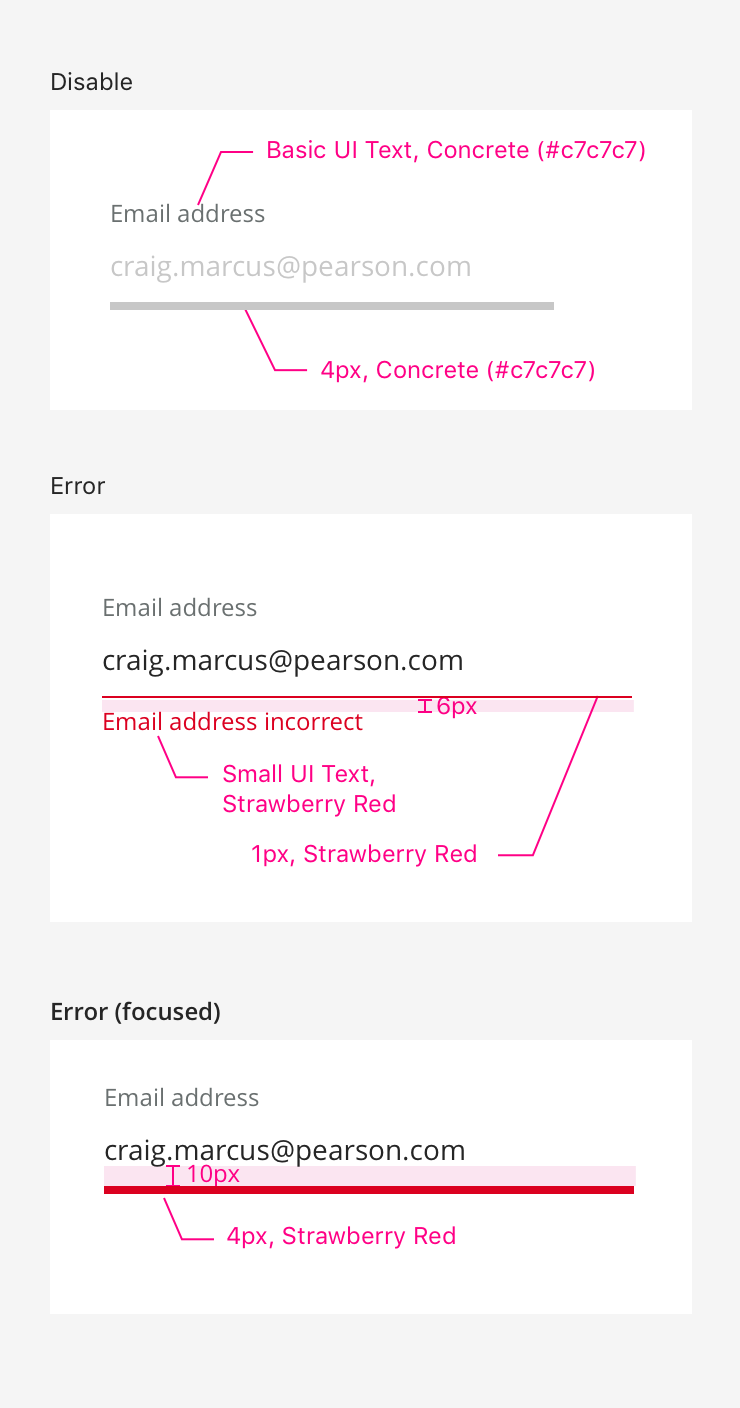 Disable
Basic UI Text, Concrete (#c7c7c7)
Email address
craig.marcus@pearson.com
4px, Concrete (#c7c7c7)
Error
Email address
craig.marcus@pearson.com
6px
Email address incorrect
Small UI Text,
Strawberry Red
1px, Strawberry Red
Error (focused)
Email address
craig.marcus@pearson.com
10px
4px, Strawberry Red